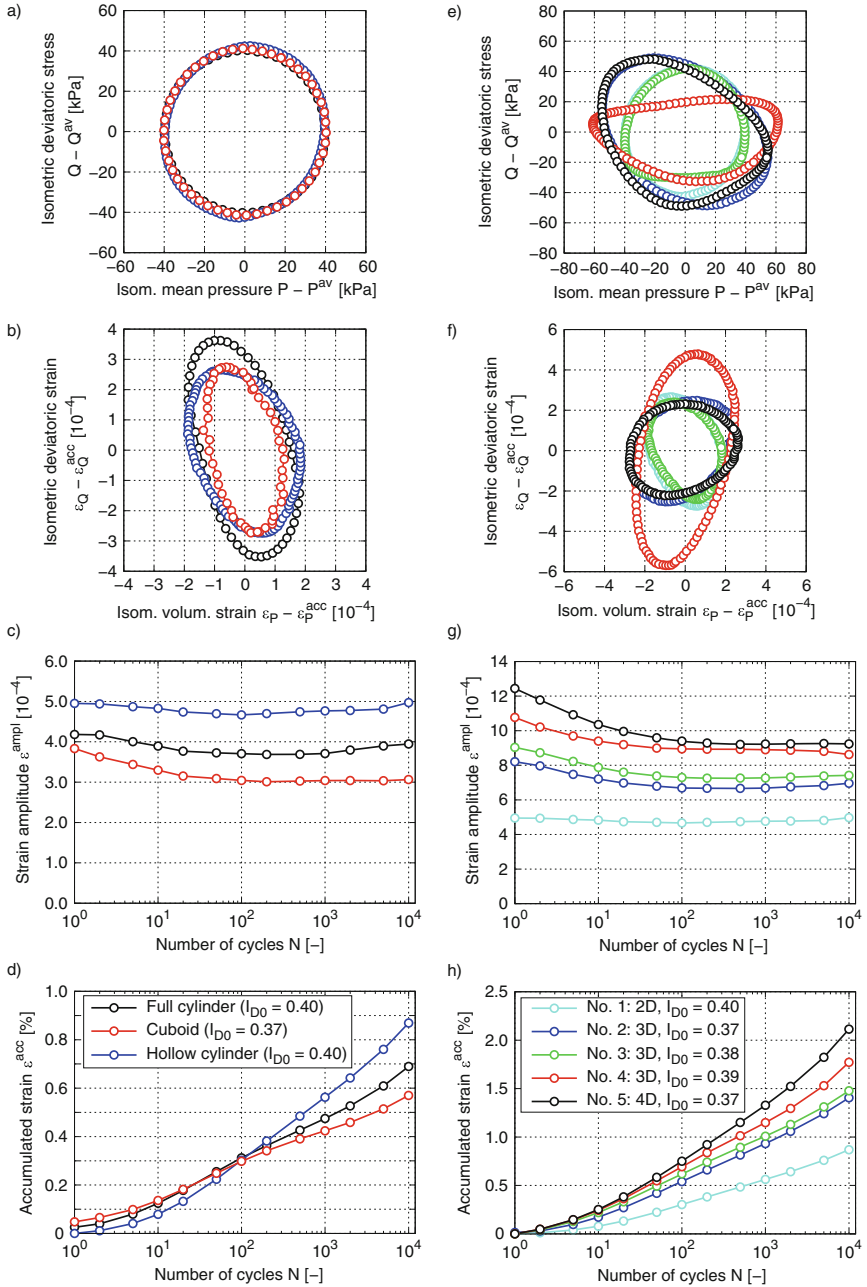 a)
Isometric deviatoric stress
Q – Q^av [kPa]
60
40
20
0
−20
−40
−60
−60 −40 −20 0 20 40 60
Isom. mean pressure P – P^av [kPa]
b)
Isometric deviatoric strain
ε_Q – ε_Q^acc [10^−4]
4
3
2
1
0
−1
−2
−3
−4
−4 −3 −2 −1 0 1 2 3 4
Isom. volum. strain ε_P – ε_P^acc [10^−4]
c)
Strain amplitude ε^ampl [10^−4]
6.0
5.0
4.0
3.0
2.0
1.0
0
10^0 10^1 10^2 10^3 10^4
Number of cycles N [-]
d)
Accumulated strain ε^acc [%]
1.0
0.8
0.6
0.4
0.2
0
Full cylinder (I_D0 = 0.40)
Cuboid (I_D0 = 0.37)
Hollow cylinder (I_D0 = 0.40)
10^0 10^1 10^2 10^3 10^4
Number of cycles N [-]
e)
Isometric deviatoric stress
Q – Q^av [kPa]
80
60
40
20
0
−20
−40
−60
−80
−80 −60 −40 −20 0 20 40 60 80
Isom. mean pressure P – P^av [kPa]
f)
Isometric deviatoric strain
ε_Q – ε_Q^acc [10^−4]
6
4
2
0
−2
−4
−6
−6 −4 −2 0 2 4 6
Isom. volum. strain ε_P – ε_P^acc [10^−4]
g)
Strain amplitude ε^ampl [10^−4]
14
12
10
8
6
4
2
0
10^0 10^1 10^2 10^3 10^4
Number of cycles N [-]
h)
Accumulated strain ε^acc [%]
2.5
2.0
1.5
1.0
0.5
0
No. 1: 2D, I_D0 = 0.40
No. 2: 3D, I_D0 = 0.37
No. 3: 3D, I_D0 = 0.38
No. 4: 3D, I_D0 = 0.39
No. 5: 4D, I_D0 = 0.37
10^0 10^1 10^2 10^3 10^4
Number of cycles N [-]